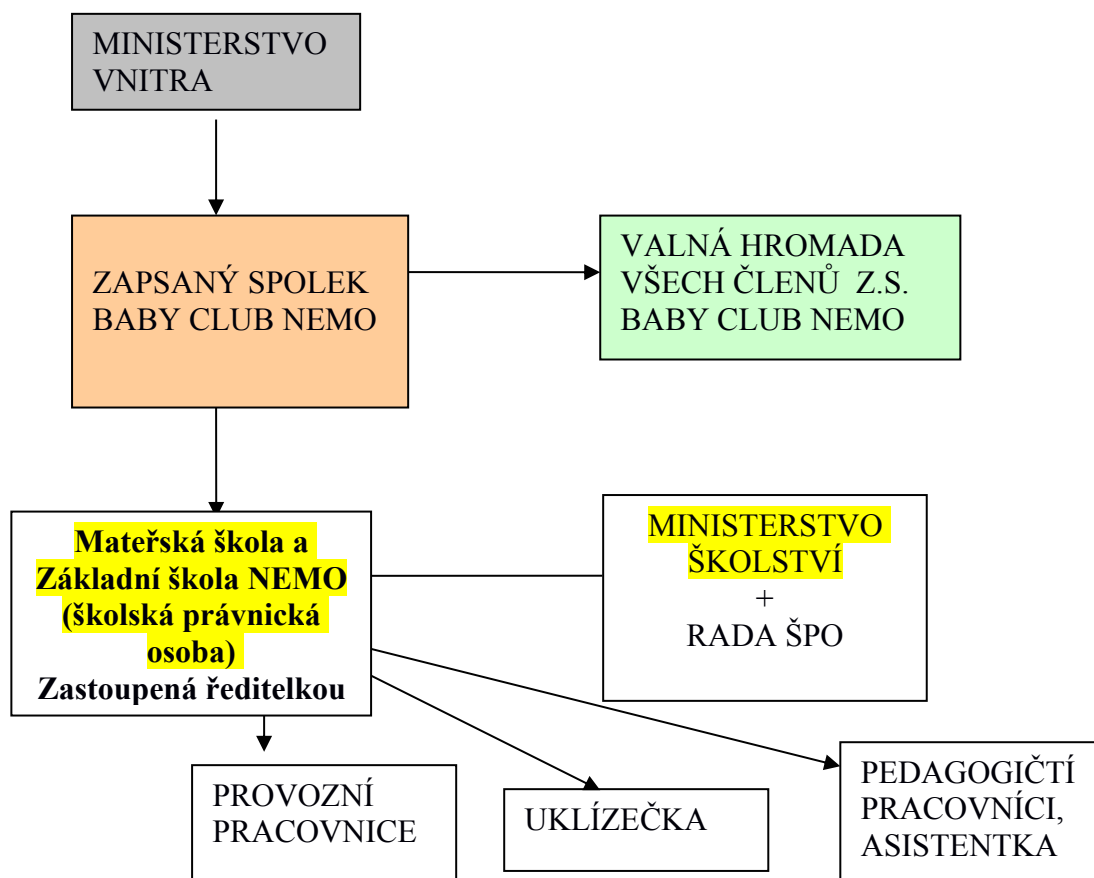 MINISTERSTVO
VNITRA
ZAPSANÝ SPOLEK
BABY CLUB NEMO
VALNÁ HROMADA
VŠECH ČLENŮ Z.S.
BABY CLUB NEMO
Mateřská škola a
Základní škola NEMO
(školská právnická
osoba)
Zastoupená ředitelkou
MINISTERSTVO
ŠKOLSTVÍ
+
RADA ŠPO
PROVOZNÍ
PRACOVNICE
UKLÍZEČKA
PEDAGOGIČTÍ
PRACOVNÍCI,
ASISTENTKA